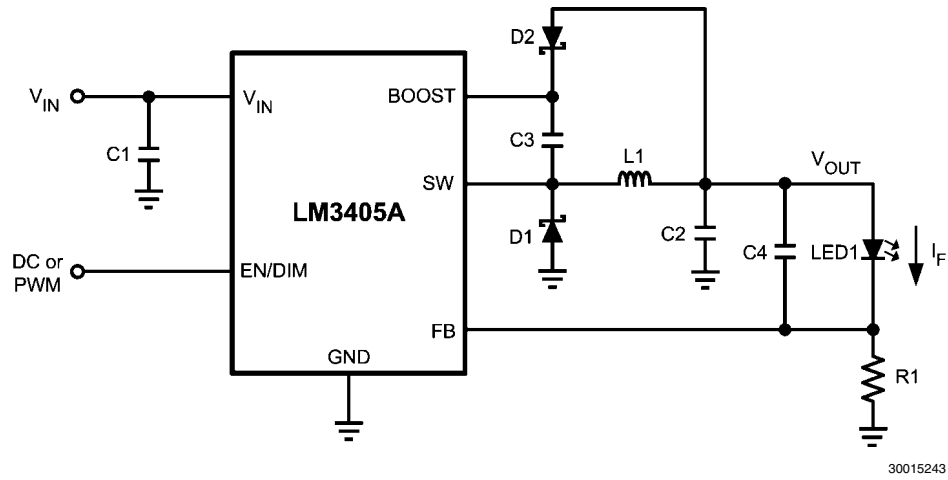 D2
V_IN
V_IN
BOOST
C1
C3
L1
V_OUT
SW
LM3405A
D1
C2
C4
LED1
I_F
DC or
PWM
EN/DIM
FB
GND
R1
30015243